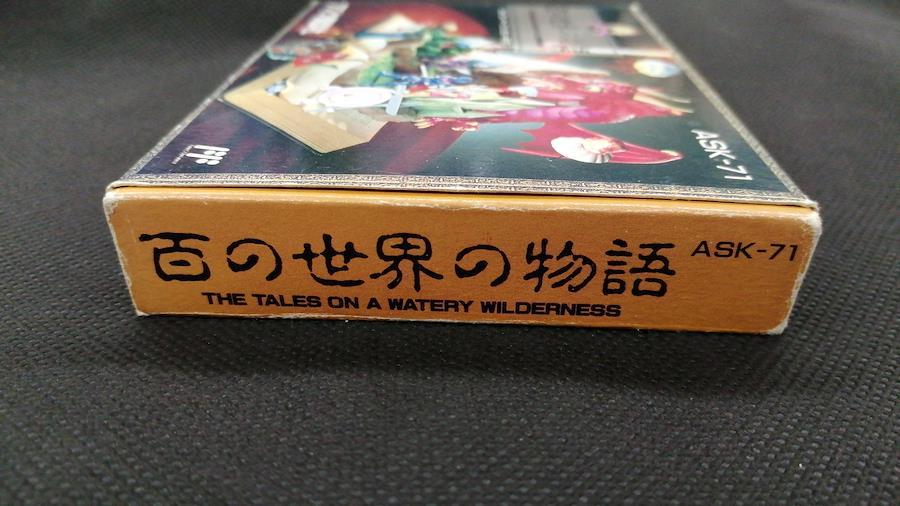 ASK-71
百の世界の物語 ASK-71
THE TALES ON A WATERY WILDERNESS